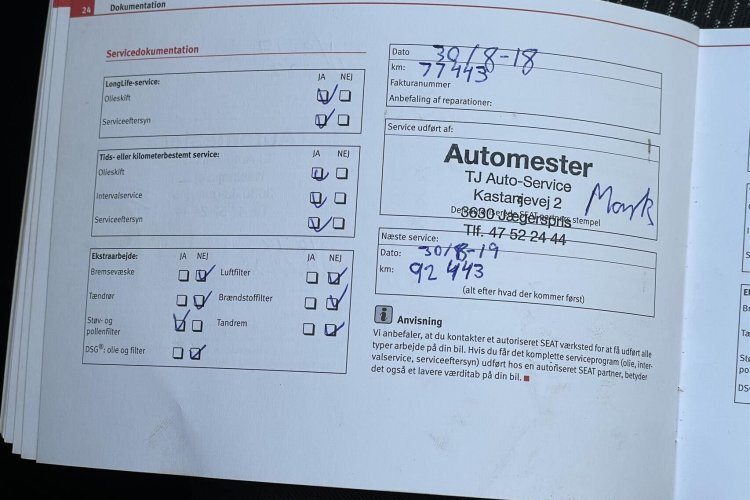 24 Dokumentation
Servicedokumentation
LongLife-service: JA NEJ
Olieskift
Serviceeftersyn
Tids- eller kilometerbestemt service: JA NEJ
Olieskift
Intervalservice
Serviceeftersyn
Ekstraarbejde: JA NEJ JA NEJ
Bremsevæske Luftfilter
Tændrør Brændstoffilter
Støv- og
pollenfilter Tandrem
DSG®: olie og filter
Dato 30/8-18
km: 77443
Fakturanummer
Anbefaling af reparationer:
Service udført af:
Automester
TJ Auto-Service
Kastanjevej 2
3630 Jægerspris
Tlf. 47 52 24 44
stempel
Næste service:
Dato: 30/8-19
km: 92 443
(alt efter hvad der kommer først)
i Anvisning
Vi anbefaler, at du kontakter et autoriseret SEAT værksted for at få udført alle
typer arbejde på din bil. Hvis du får det komplette serviceprogram (olie, inter-
valservice, serviceeftersyn) udført hos en autoriseret SEAT partner, betyder
det også et lavere værditab på din bil.